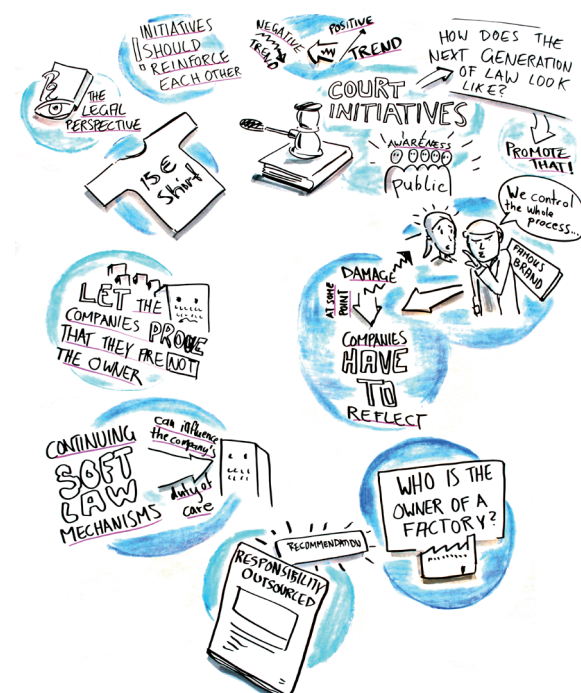 INITIATIVES
SHOULD
REINFORCE
EACH OTHER
NEGATIVE
TREND
POSITIVE
TREND
HOW DOES THE
NEXT GENERATION
OF LAW LOOK
LIKE?
PROMOTE
THAT!
THE
LEGAL
PERSPECTIVE
COURT
INITIATIVES
AWARENESS
public
15 €
Shirt
We control
the whole
process...
FAMOUS
BRAND
DAMAGE
AT SOME
POINT
COMPANIES
HAVE
TO
REFLECT
LET THE
COMPANIES PROVE
THAT THEY ARE NOT
THE OWNER
CONTINUING
SOFT
LAW
MECHANISMS
can influence
the company's
duty of
care
WHO IS THE
OWNER OF A
FACTORY?
RECOMMENDATION
RESPONSIBILITY
OUTSOURCED